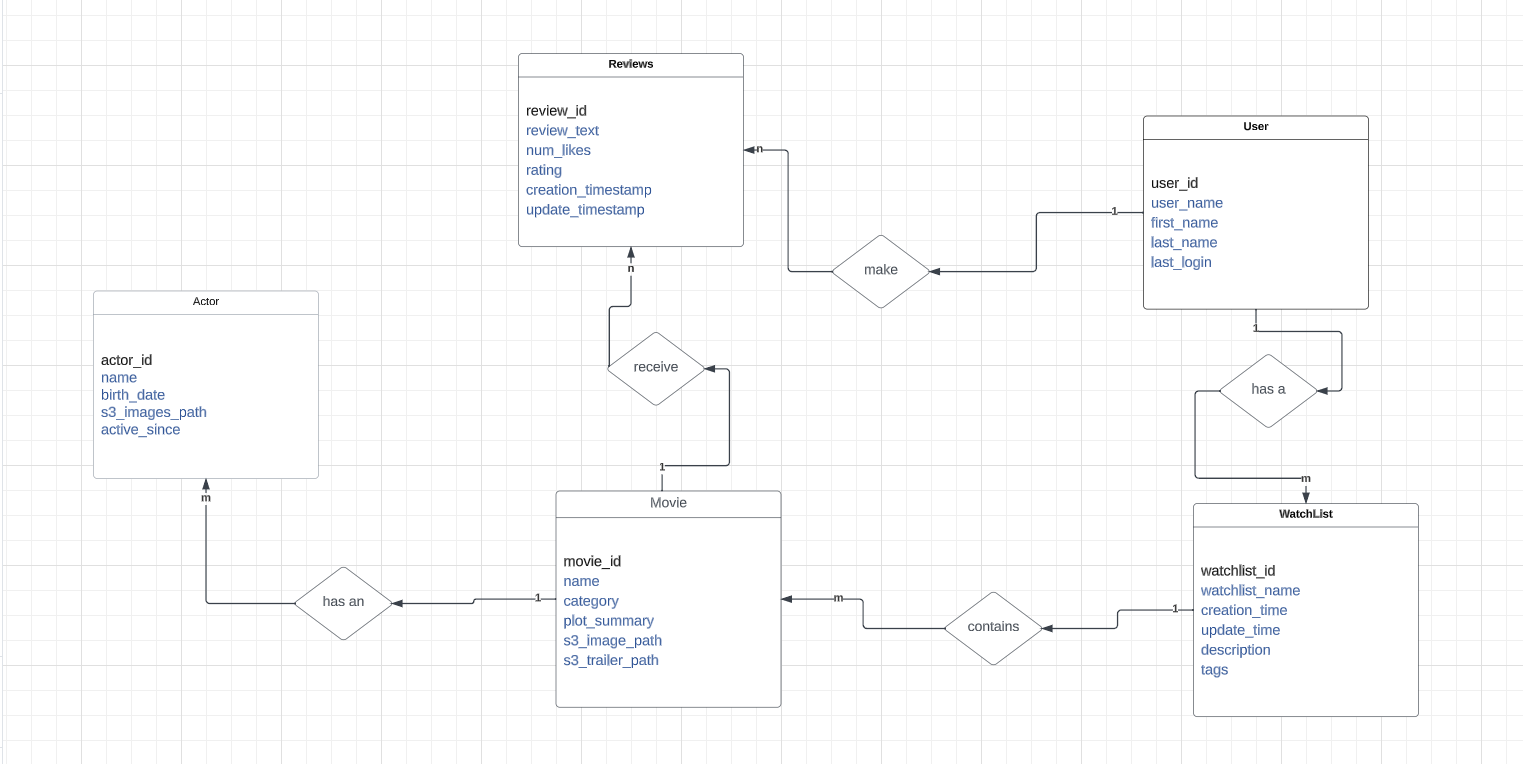 Reviews
review_id
review_text
num_likes
rating
creation_timestamp
update_timestamp
n
n
make
1
User
user_id
user_name
first_name
last_name
last_login
1
has a
m
receive
1
Actor
actor_id
name
birth_date
s3_images_path
active_since
m
has an
1
Movie
movie_id
name
category
plot_summary
s3_image_path
s3_trailer_path
m
contains
1
WatchList
watchlist_id
watchlist_name
creation_time
update_time
description
tags